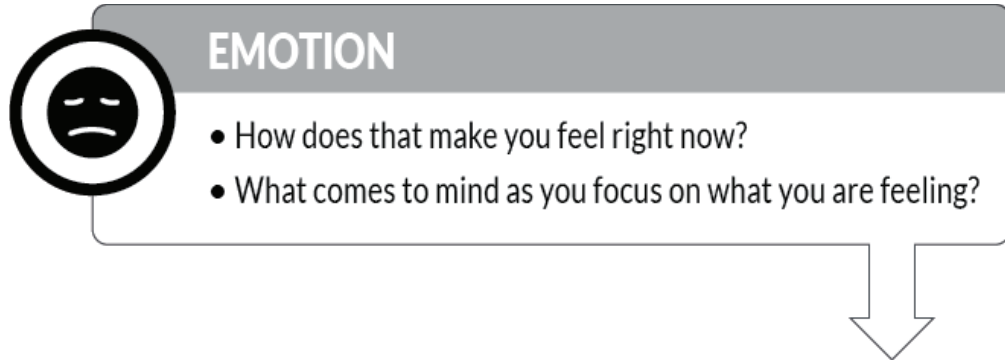 EMOTION
• How does that make you feel right now?
• What comes to mind as you focus on what you are feeling?